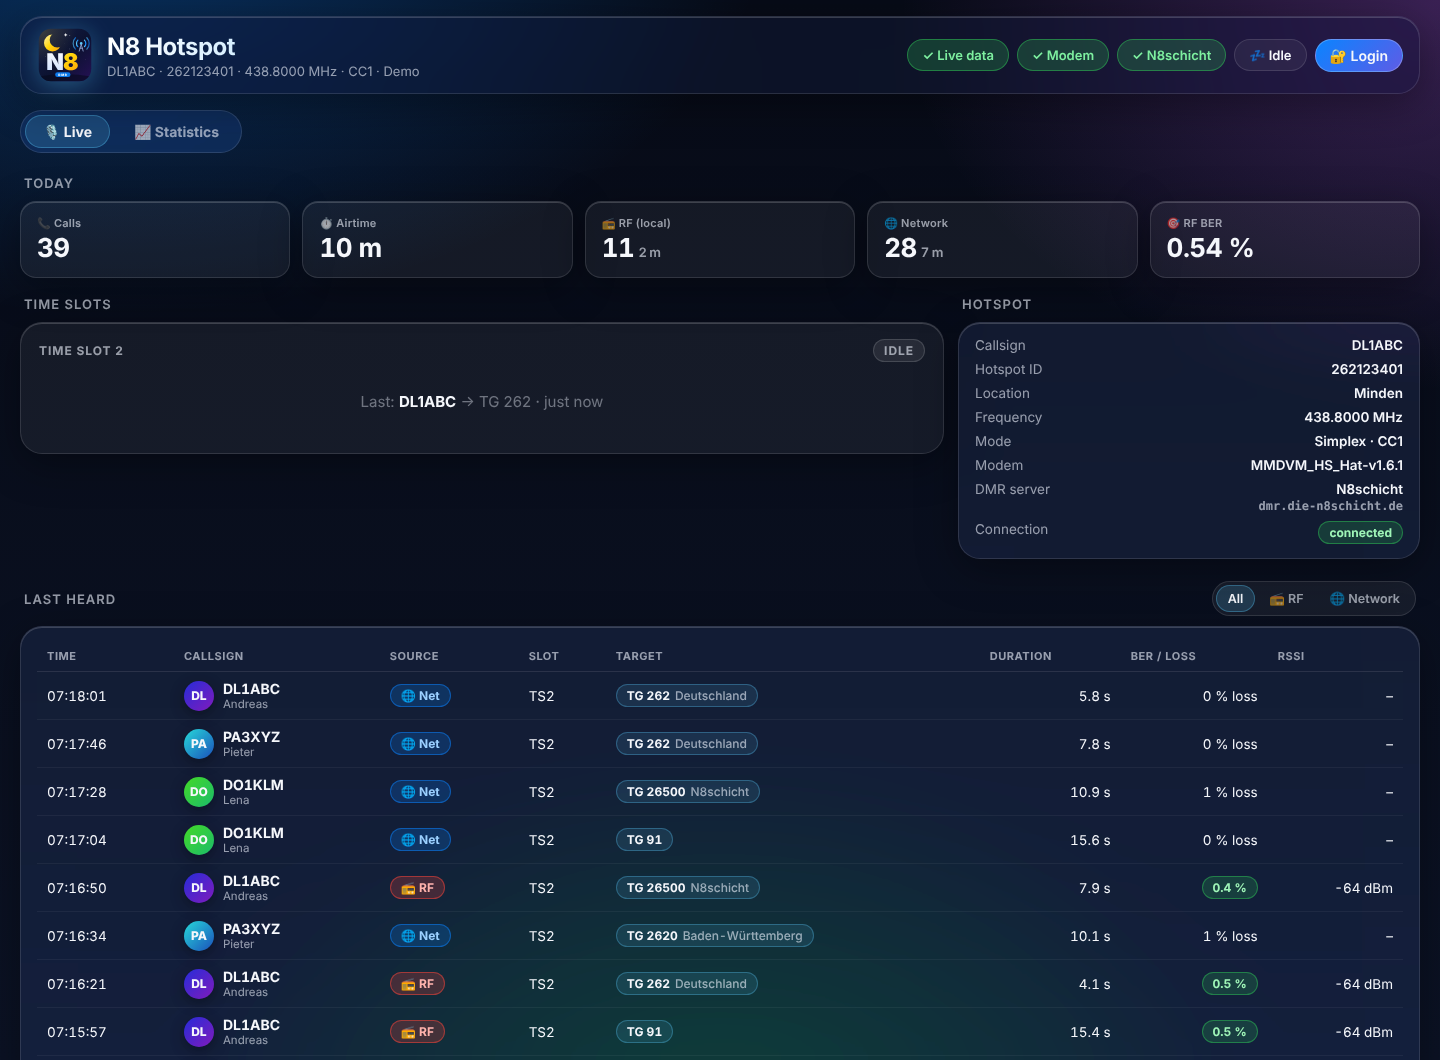 N8
DMR
N8 Hotspot
DL1ABC · 262123401 · 438.8000 MHz · CC1 · Demo
✓ Live data
✓ Modem
✓ N8schicht
💤 Idle
🔐 Login
🎙️ Live
📈 Statistics
TODAY
📞 Calls
39
⏱️ Airtime
10 m
📻 RF (local)
11 2 m
🌐 Network
28 7 m
🎯 RF BER
0.54 %
TIME SLOTS
TIME SLOT 2
IDLE
Last: DL1ABC → TG 262 · just now
HOTSPOT
Callsign DL1ABC
Hotspot ID 262123401
Location Minden
Frequency 438.8000 MHz
Mode Simplex · CC1
Modem MMDVM_HS_Hat-v1.6.1
DMR server N8schicht
dmr.die-n8schicht.de
Connection connected
LAST HEARD
All 📻 RF 🌐 Network
TIME CALLSIGN SOURCE SLOT TARGET DURATION BER / LOSS RSSI
07:18:01 DL DL1ABC 🌐 Net TS2 TG 262 Deutschland 5.8 s 0 % loss –
Andreas
07:17:46 PA PA3XYZ 🌐 Net TS2 TG 262 Deutschland 7.8 s 0 % loss –
Pieter
07:17:28 DO DO1KLM 🌐 Net TS2 TG 26500 N8schicht 10.9 s 1 % loss –
Lena
07:17:04 DO DO1KLM 🌐 Net TS2 TG 91 15.6 s 0 % loss –
Lena
07:16:50 DL DL1ABC 📻 RF TS2 TG 26500 N8schicht 7.9 s 0.4 % -64 dBm
Andreas
07:16:34 PA PA3XYZ 🌐 Net TS2 TG 2620 Baden-Württemberg 10.1 s 1 % loss –
Pieter
07:16:21 DL DL1ABC 📻 RF TS2 TG 262 Deutschland 4.1 s 0.5 % -64 dBm
Andreas
07:15:57 DL DL1ABC 📻 RF TS2 TG 91 15.4 s 0.5 % -64 dBm
Andreas